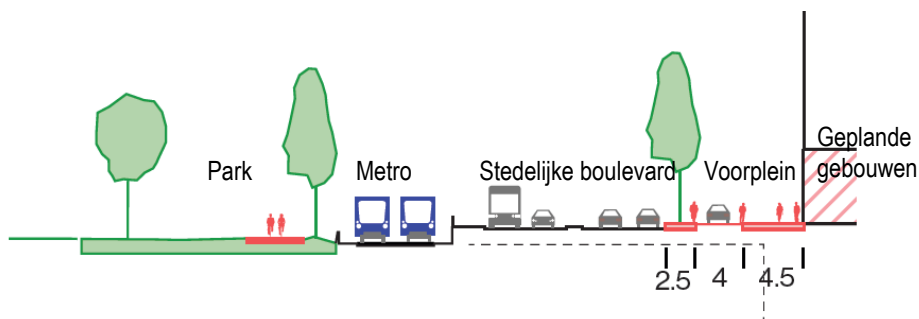 Park
Metro
Stedelijke boulevard
Voorplein
Geplande
gebouwen
2.5
4
4.5